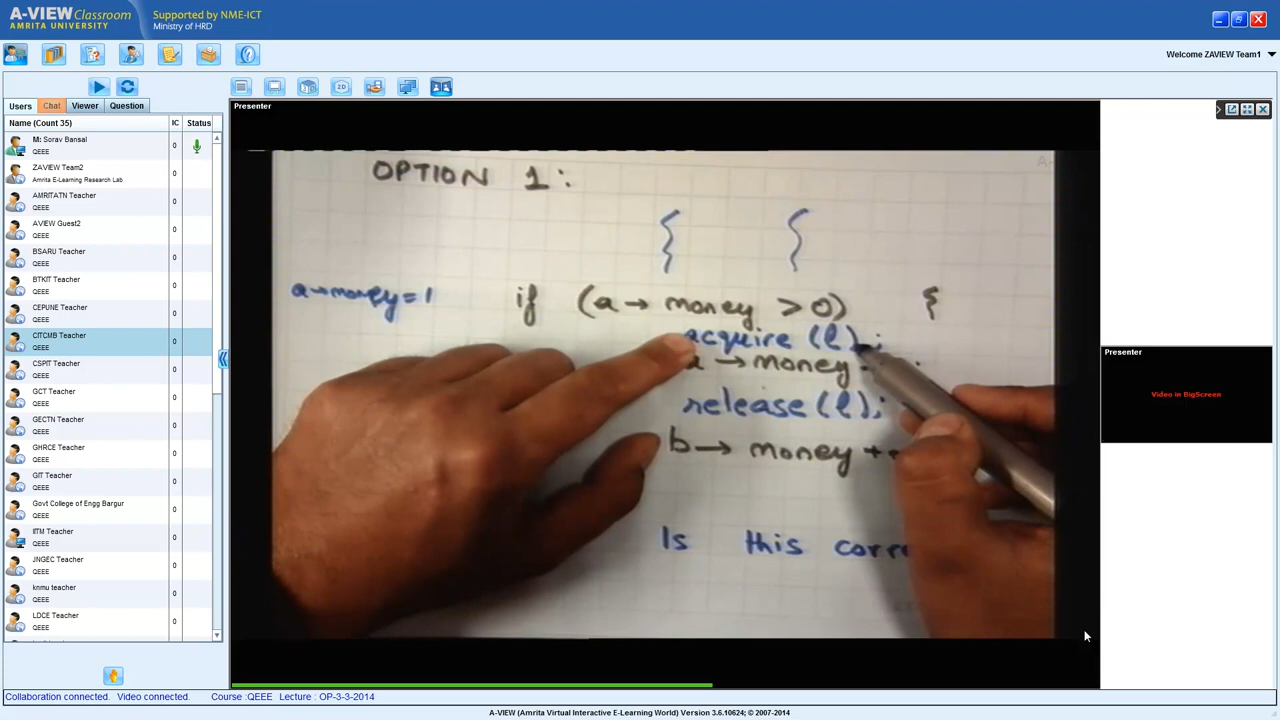 A-VIEW Classroom
AMRITA UNIVERSITY
Supported by NME-ICT
Ministry of HRD
Welcome ZAVIEW Team1
Users Chat Viewer Question
Name (Count 35) IC Status
M: Sorav Bansal
QEEE
0
ZAVIEW Team2
Amrita E-Learning Research Lab
0
AMRITATN Teacher
QEEE
0
AVIEW Guest2
QEEE
0
BSARU Teacher
QEEE
0
BTKIT Teacher
QEEE
0
CEPUNE Teacher
QEEE
0
CITCMB Teacher
QEEE
0
CSPIT Teacher
QEEE
0
GCT Teacher
QEEE
0
GECTN Teacher
QEEE
0
GHRCE Teacher
QEEE
0
GIT Teacher
QEEE
0
Govt College of Engg Bargur
QEEE
0
IITM Teacher
QEEE
0
JNGEC Teacher
QEEE
0
knmu teacher
QEEE
0
LDCE Teacher
QEEE
0
Presenter
OPTION 1:
{ {
a→money=1 if (a → money >0) {
acquire (l);
a → money
release (l);
b → money +
Is this
Presenter
Video in BigScreen
Collaboration connected. Video connected. Course :QEEE Lecture : OP-3-3-2014
A-VIEW (Amrita Virtual Interactive E-Learning World) Version 3.6.10624; © 2007-2014